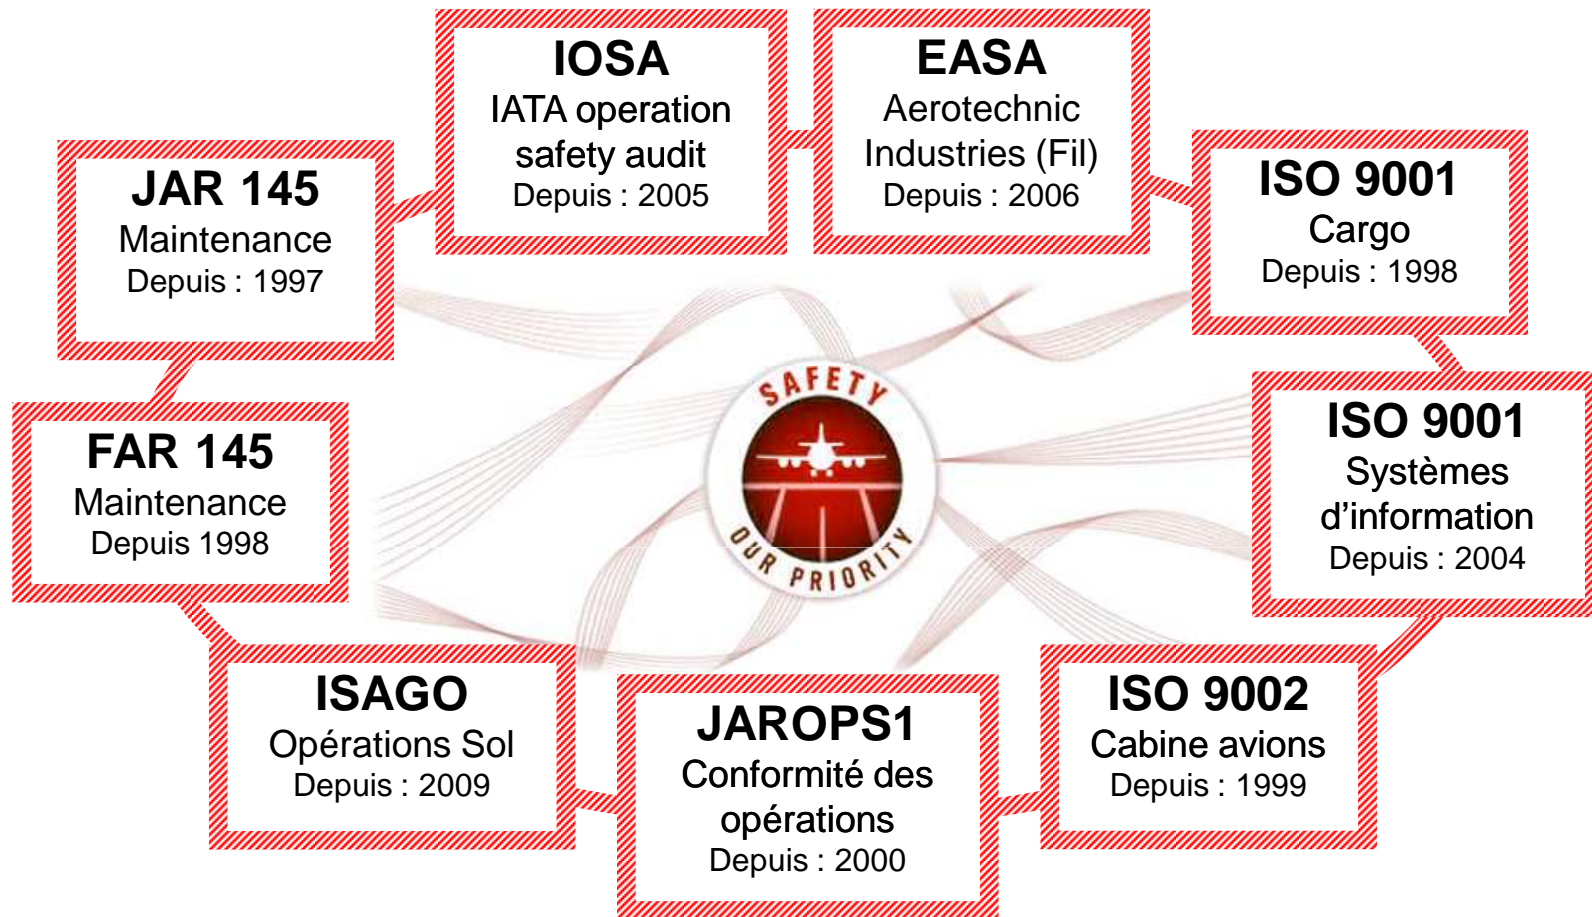 IOSA
IATA operation
safety audit
Depuis : 2005
EASA
Aerotechnic
Industries (Fil)
Depuis : 2006
JAR 145
Maintenance
Depuis : 1997
ISO 9001
Cargo
Depuis : 1998
SAFETY
OUR PRIORITY
FAR 145
Maintenance
Depuis 1998
ISO 9001
Systèmes
d’information
Depuis : 2004
ISAGO
Opérations Sol
Depuis : 2009
JAROPS1
Conformité des
opérations
Depuis : 2000
ISO 9002
Cabine avions
Depuis : 1999